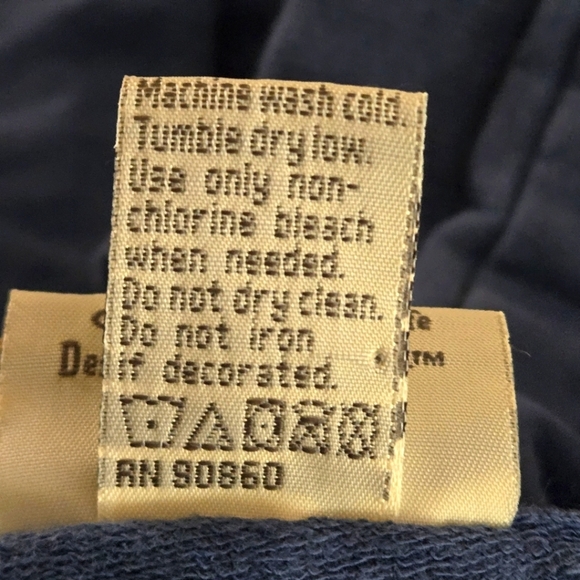 Machine wash cold.
Tumble dry low.
Use only non-
chlorine bleach
when needed.
Do not dry clean.
Do not iron
if decorated.
RN 90860
TM